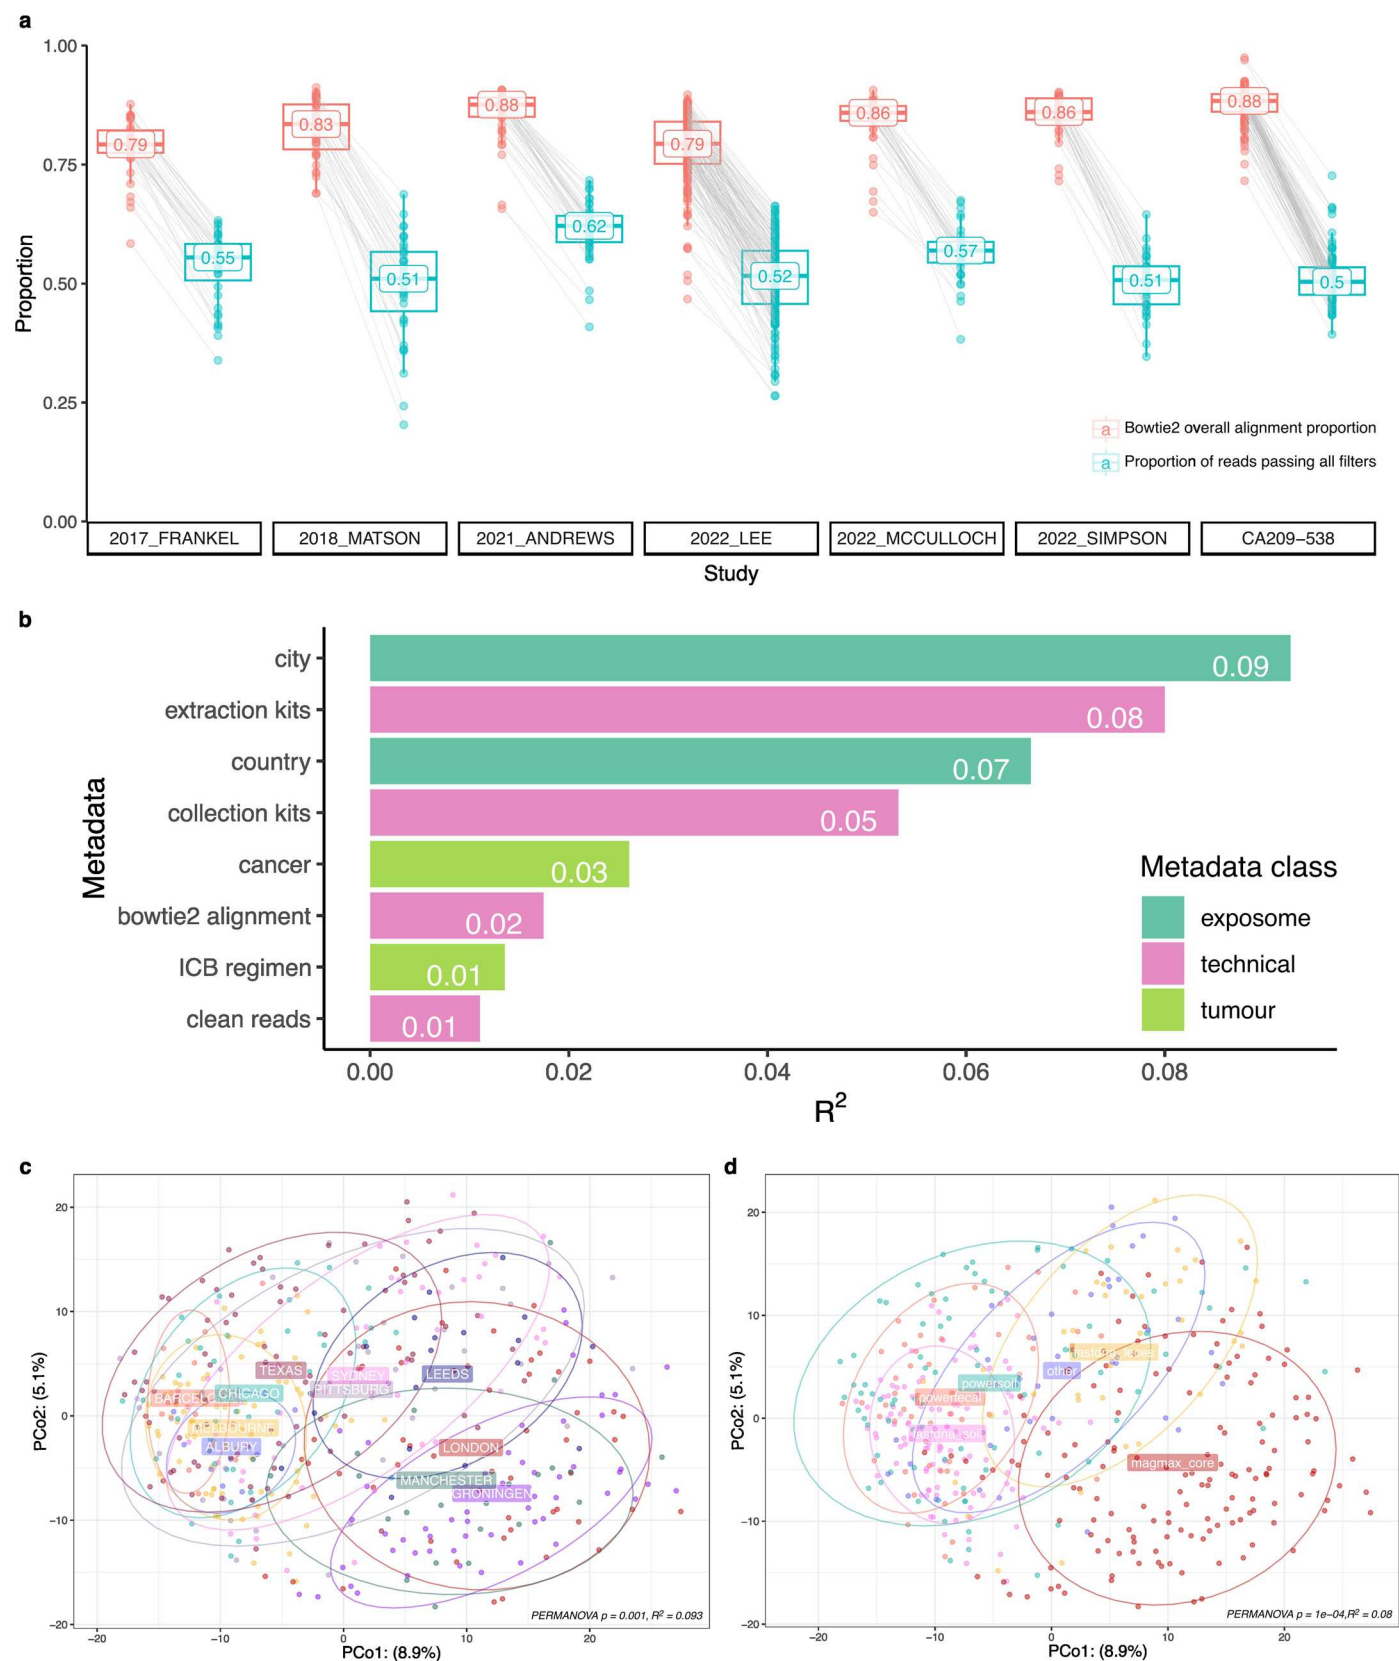 a
1.00
0.75
0.50
0.25
0.00
Proportion
0.79
0.55
0.83
0.51
0.88
0.62
0.79
0.52
0.86
0.57
0.86
0.51
0.88
0.5
a Bowtie2 overall alignment proportion
a Proportion of reads passing all filters
2017_FRANKEL
2018_MATSON
2021_ANDREWS
2022_LEE
2022_MCCULLOCH
2022_SIMPSON
CA209-538
Study
b
Metadata
city 0.09
extraction kits 0.08
country 0.07
collection kits 0.05
cancer 0.03
bowtie2 alignment 0.02
ICB regimen 0.01
clean reads 0.01
Metadata class
exposome
technical
tumour
0.00 0.02 0.04 0.06 0.08
R²
c
PCo2: (5.1%)
20
10
0
−10
−20
TEXAS
SYDNEY
PITTSBURG
LEEDS
CHICAGO
MELBOURNE
ALBURY
LONDON
MANCHESTER
GRONINGEN
PERMANOVA p = 0.001, R² = 0.093
−20 −10 0 10 20
PCo1: (8.9%)
d
PCo2: (5.1%)
20
10
0
−10
−20
other
powersoil
powerfecal
magmax_core
PERMANOVA p = 1e−04,R² = 0.08
−20 −10 0 10 20
PCo1: (8.9%)